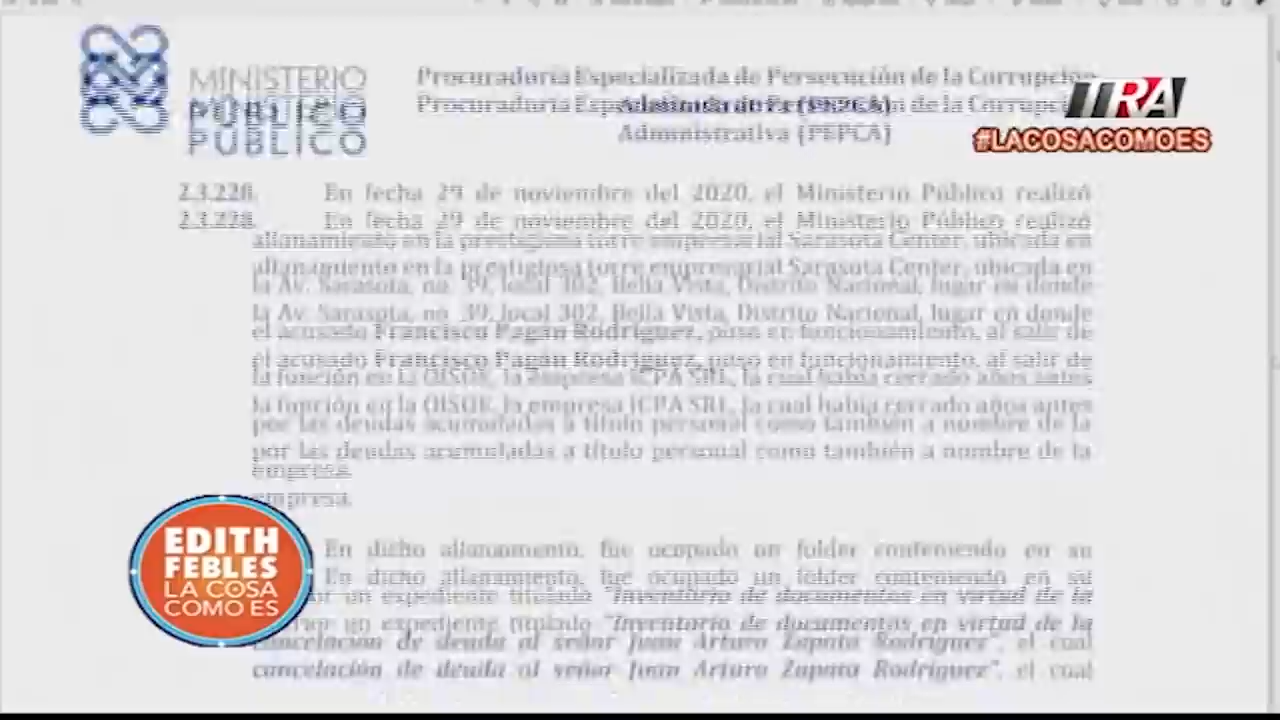 MINISTERIO PÚBLICO
Procuraduría Especializada de Persecución de la Corrupción
Administrativa (PEPCA)
TRA
#LACOSACOMOES
2.3.228. En fecha 29 de noviembre del 2020, el Ministerio Público realizó
allanamiento en la prestigiosa torre empresarial Sarasota Center, ubicada en
la Av. Sarasota, no. 39, local 302, Bella Vista, Distrito Nacional, lugar en donde
el acusado Francisco Pagán Rodríguez, puso en funcionamiento, al salir de
la función en la OISOE, la empresa ICPA SRL, la cual había cerrado años antes
por las deudas acumuladas a título personal como también a nombre de la
empresa.
En dicho allanamiento, fue ocupado un folder conteniendo en su
un expediente titulado "Inventario de documentos en virtud de la
cancelación de deuda al señor Juan Arturo Zapata Rodríguez", el cual
EDITH
FEBLES
LA COSA
COMO ES